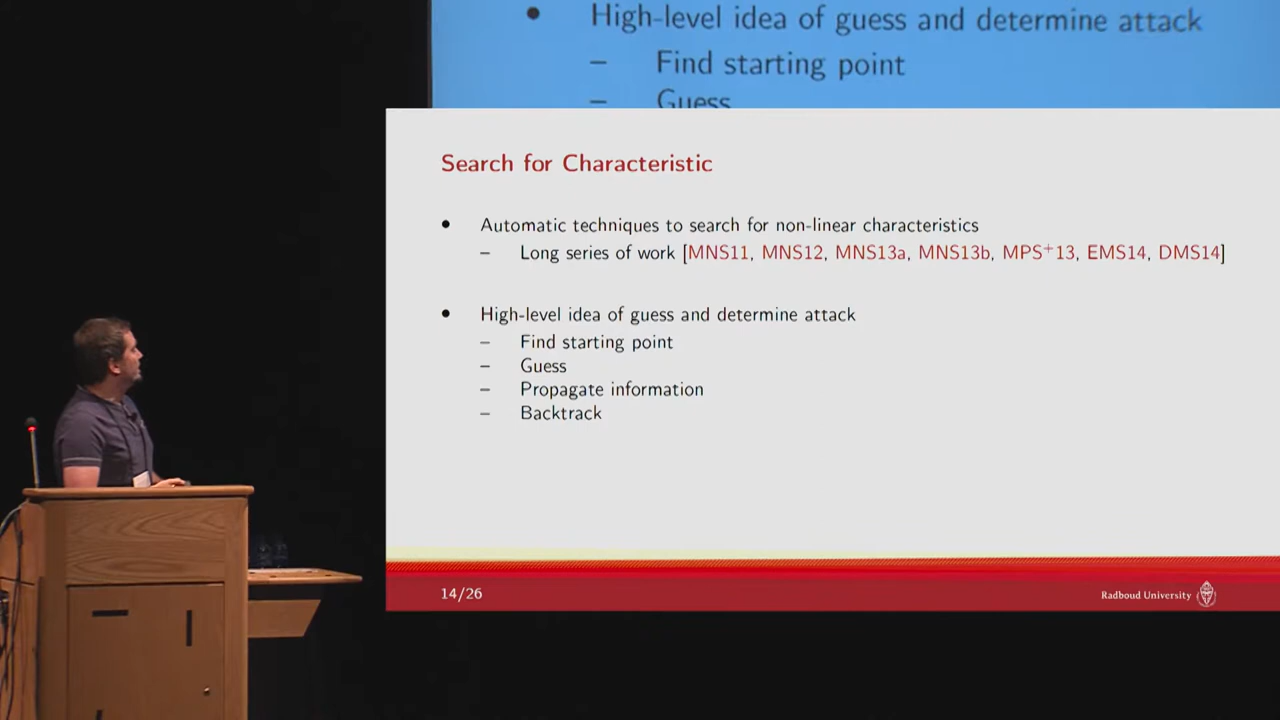 • High-level idea of guess and determine attack
– Find starting point
– Guess
Search for Characteristic
• Automatic techniques to search for non-linear characteristics
– Long series of work [MNS11, MNS12, MNS13a, MNS13b, MPS+13, EMS14, DMS14]
• High-level idea of guess and determine attack
– Find starting point
– Guess
– Propagate information
– Backtrack
14/26
Radboud University